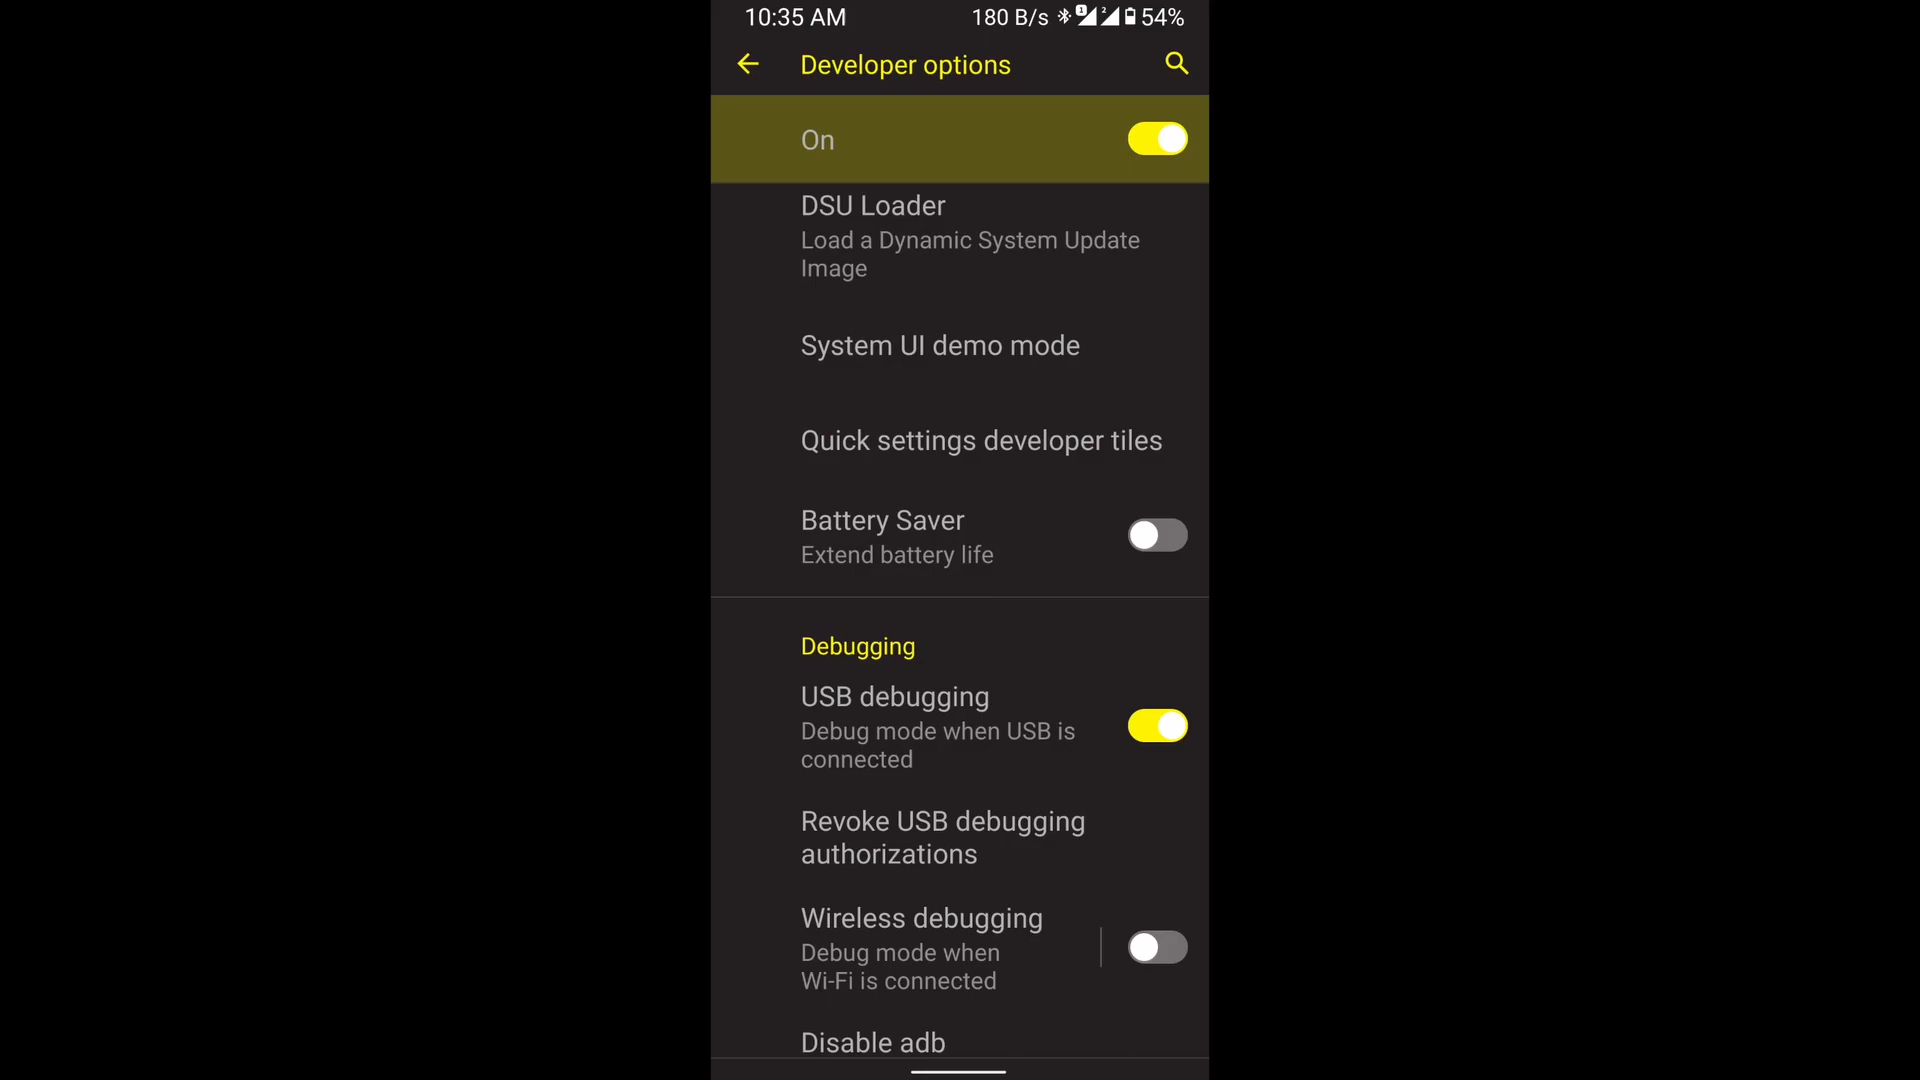 10:35 AM 180 B/s 1 2 54%
Developer options
On
DSU Loader
Load a Dynamic System Update
Image
System UI demo mode
Quick settings developer tiles
Battery Saver
Extend battery life
Debugging
USB debugging
Debug mode when USB is
connected
Revoke USB debugging
authorizations
Wireless debugging
Debug mode when
Wi-Fi is connected
Disable adb